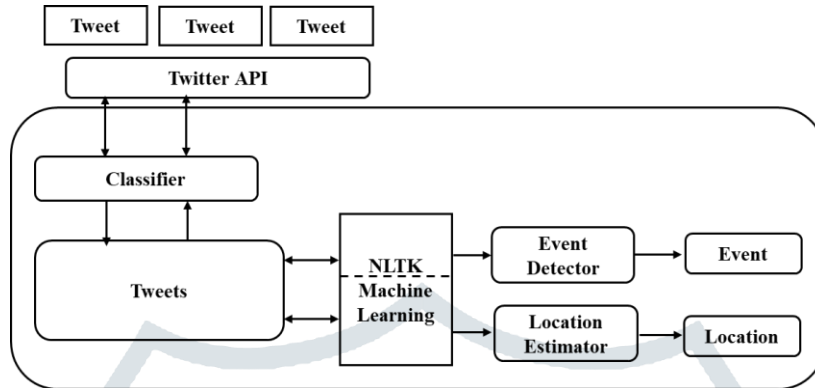 Tweet
Tweet
Tweet
Twitter API
Classifier
Tweets
NLTK
Machine
Learning
Event
Detector
Event
Location
Estimator
Location